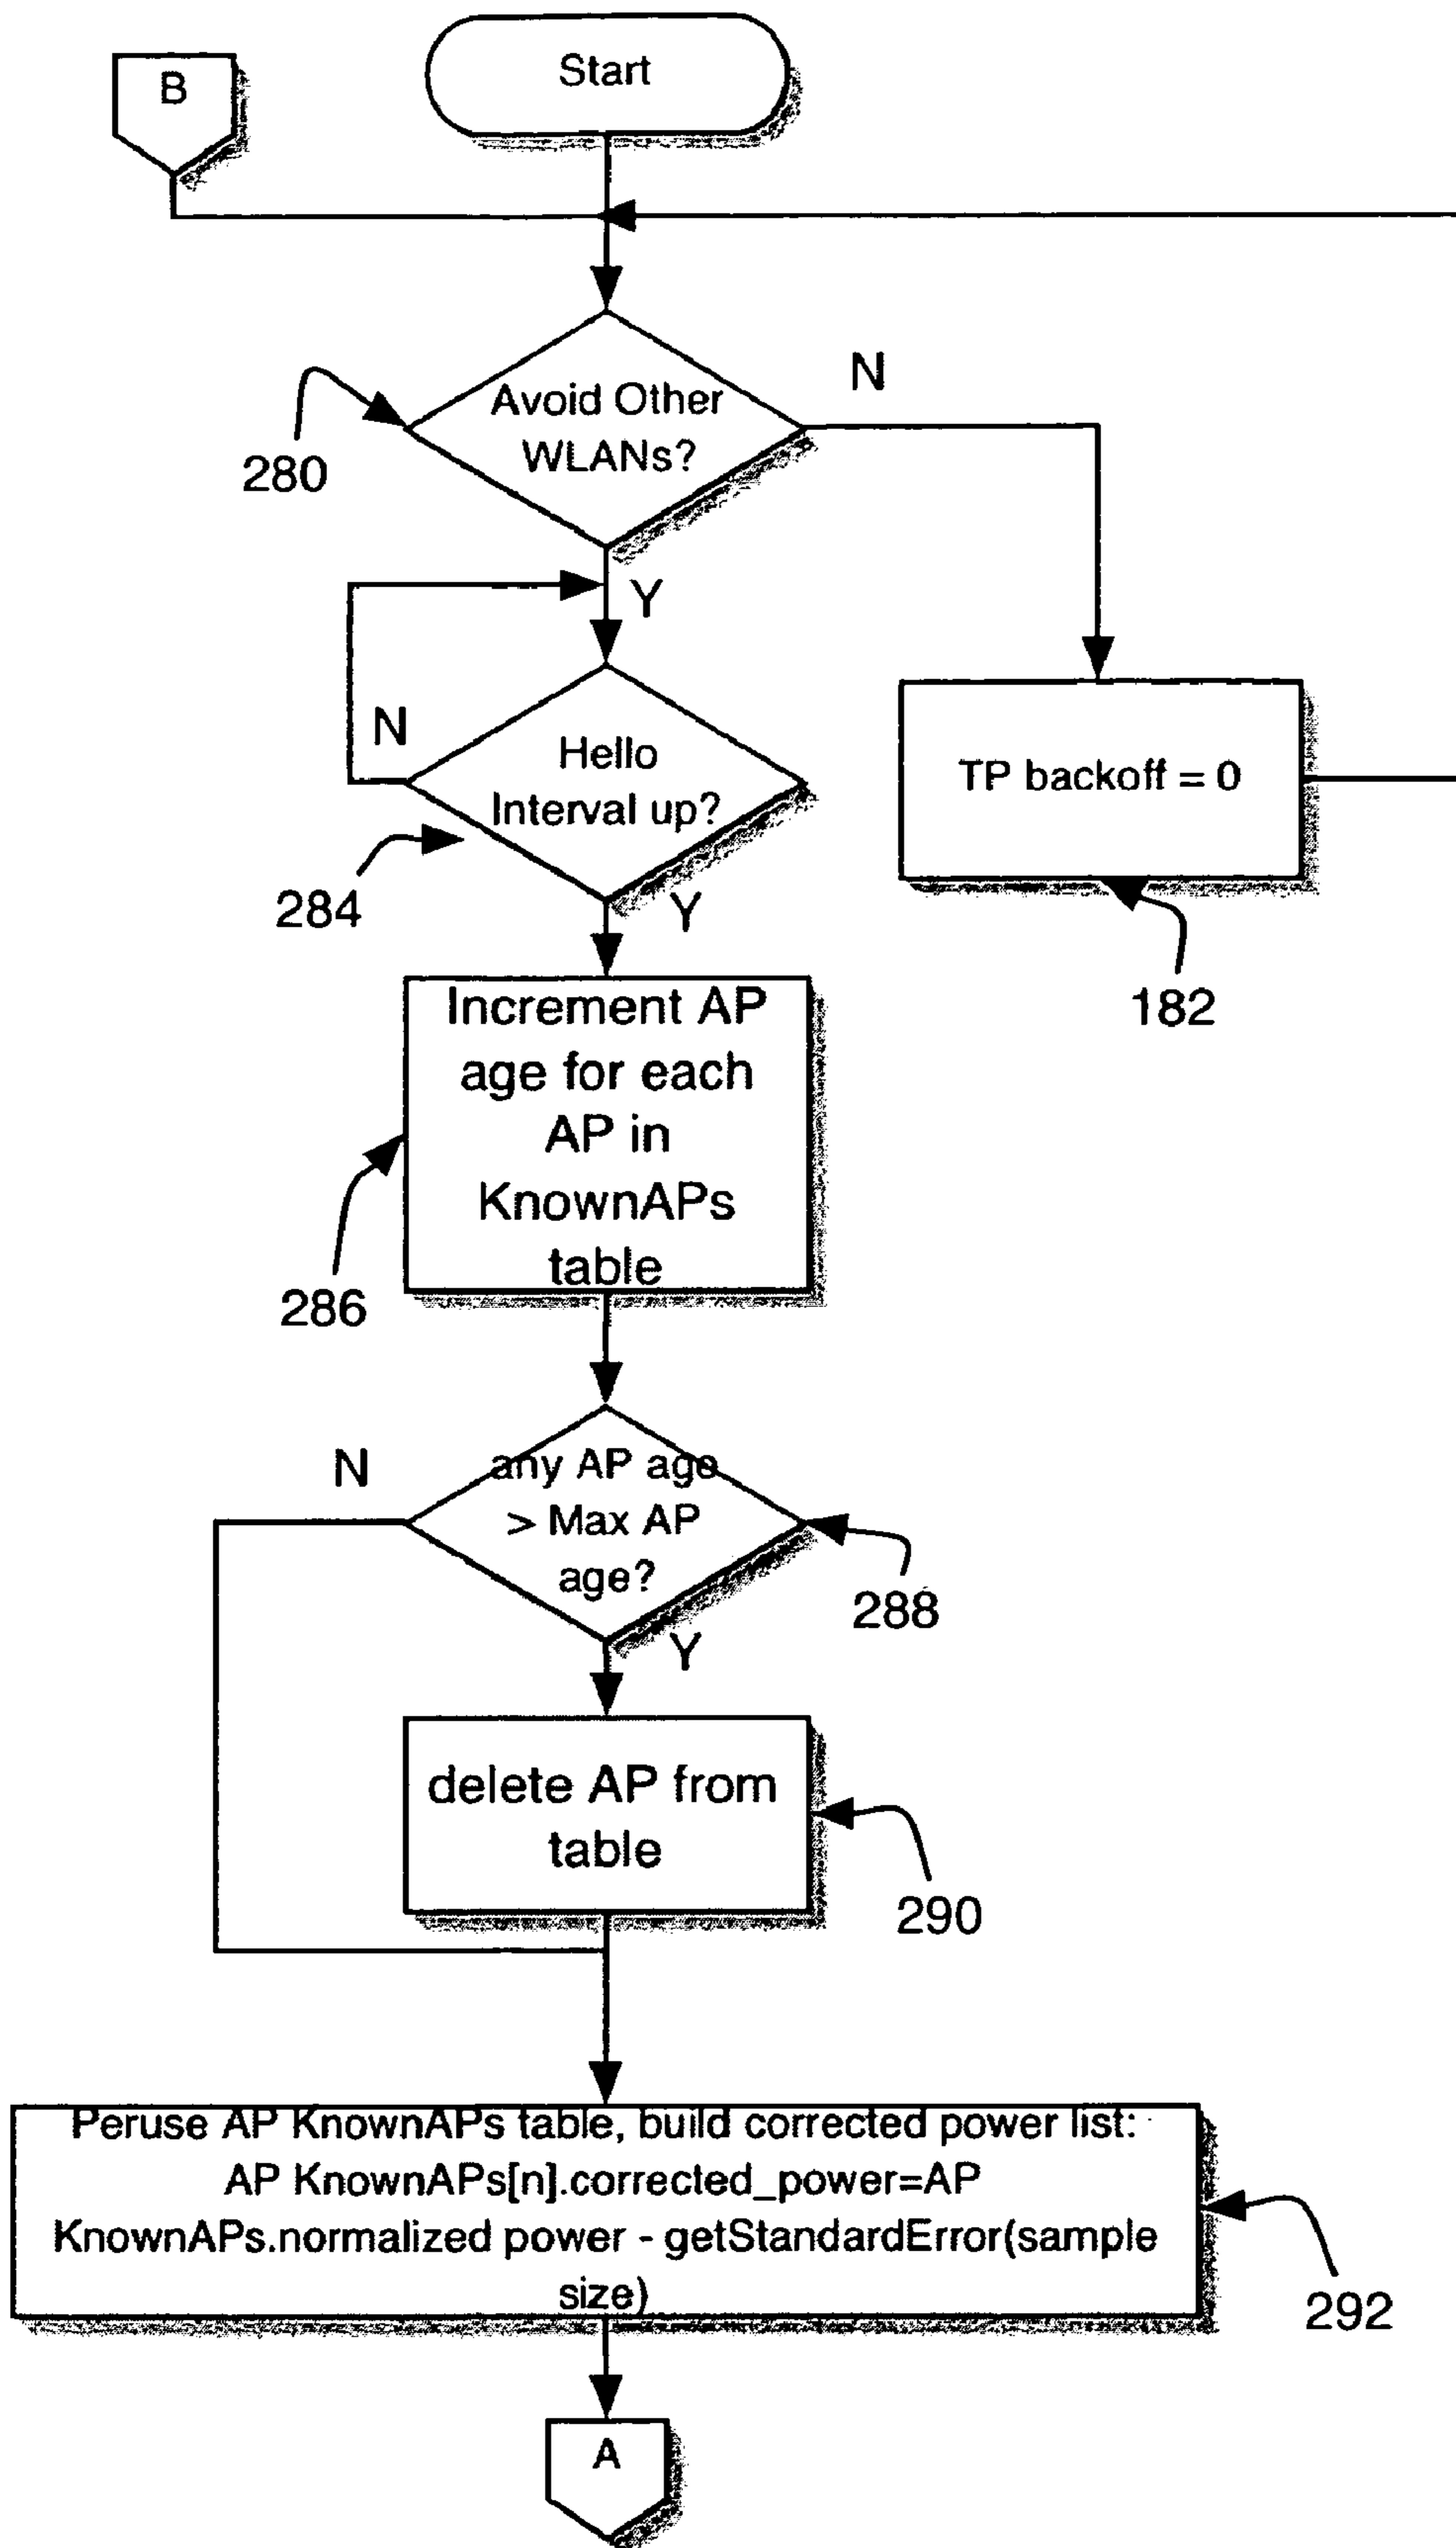 B
Start
Avoid Other
WLANs?
N
280
Y
N
Hello
Interval up?
TP backoff = 0
284
Y
182
Increment AP
age for each
AP in
KnownAPs
table
286
N
any AP age
> Max AP
age?
288
Y
delete AP from
table
290
Peruse AP KnownAPs table, build corrected power list:
AP KnownAPs[n].corrected_power=AP
KnownAPs.normalized power - getStandardError(sample
size)
292
A